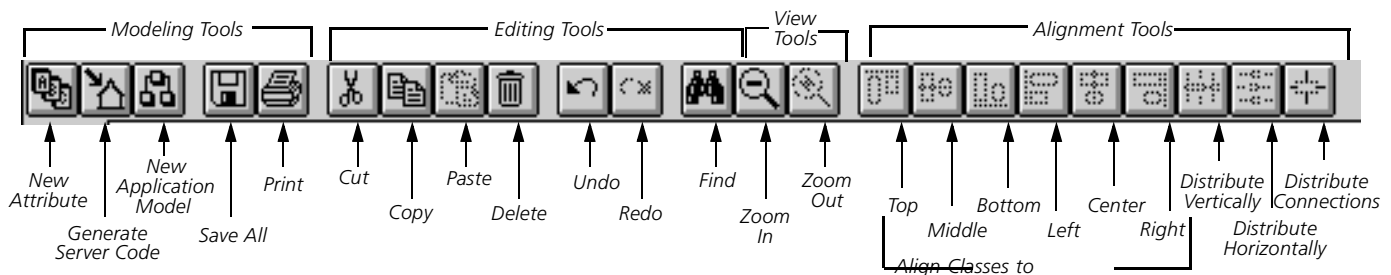 Modeling Tools
Editing Tools
View
Tools
Alignment Tools
New
Attribute
Generate
Server Code
New
Application
Model
Save All
Print
Cut
Copy
Paste
Delete
Undo
Redo
Find
Zoom
In
Zoom
Out
Top
Middle
Bottom
Left
Center
Right
Distribute
Vertically
Distribute
Horizontally
Distribute
Connections
Align Classes to